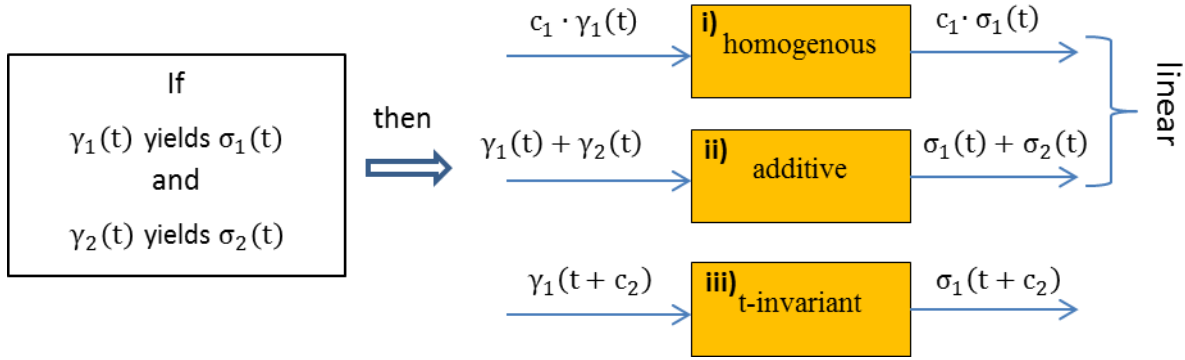 If
γ₁(t) yields σ₁(t)
and
γ₂(t) yields σ₂(t)
then
c₁ · γ₁(t)
i)
homogenous
c₁ · σ₁(t)
γ₁(t) + γ₂(t)
ii)
additive
σ₁(t) + σ₂(t)
linear
γ₁(t + c₂)
iii)
t-invariant
σ₁(t + c₂)